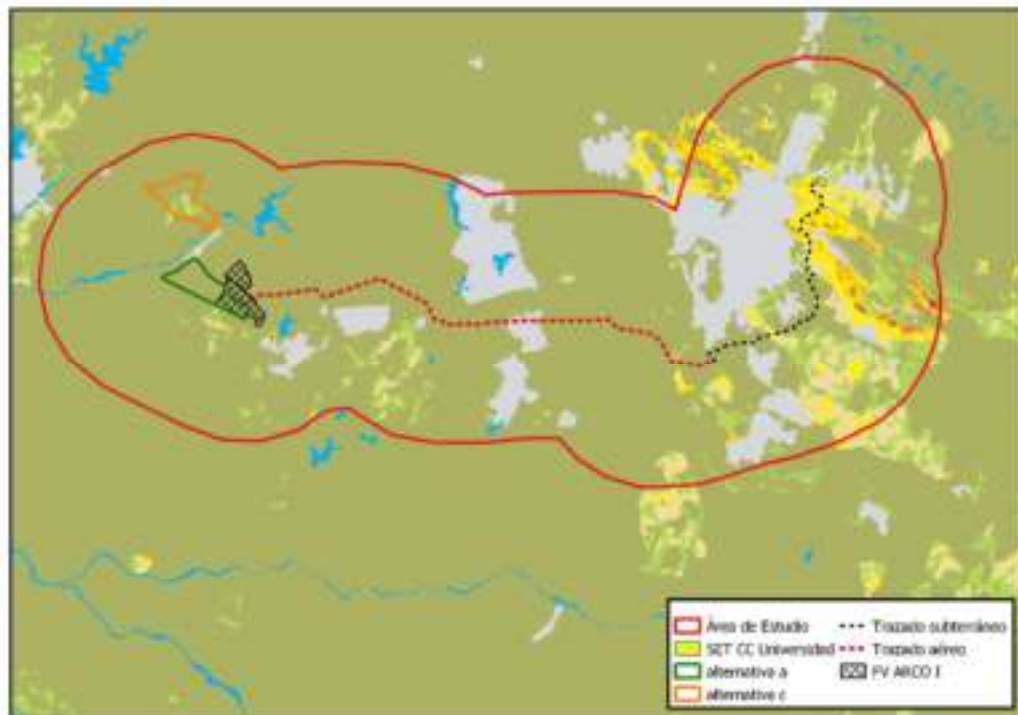 Área de Estudio
SET CC Universidad
alternativa a
alternativa c
Trazado subterráneo
Trazado aéreo
FV ARCO I